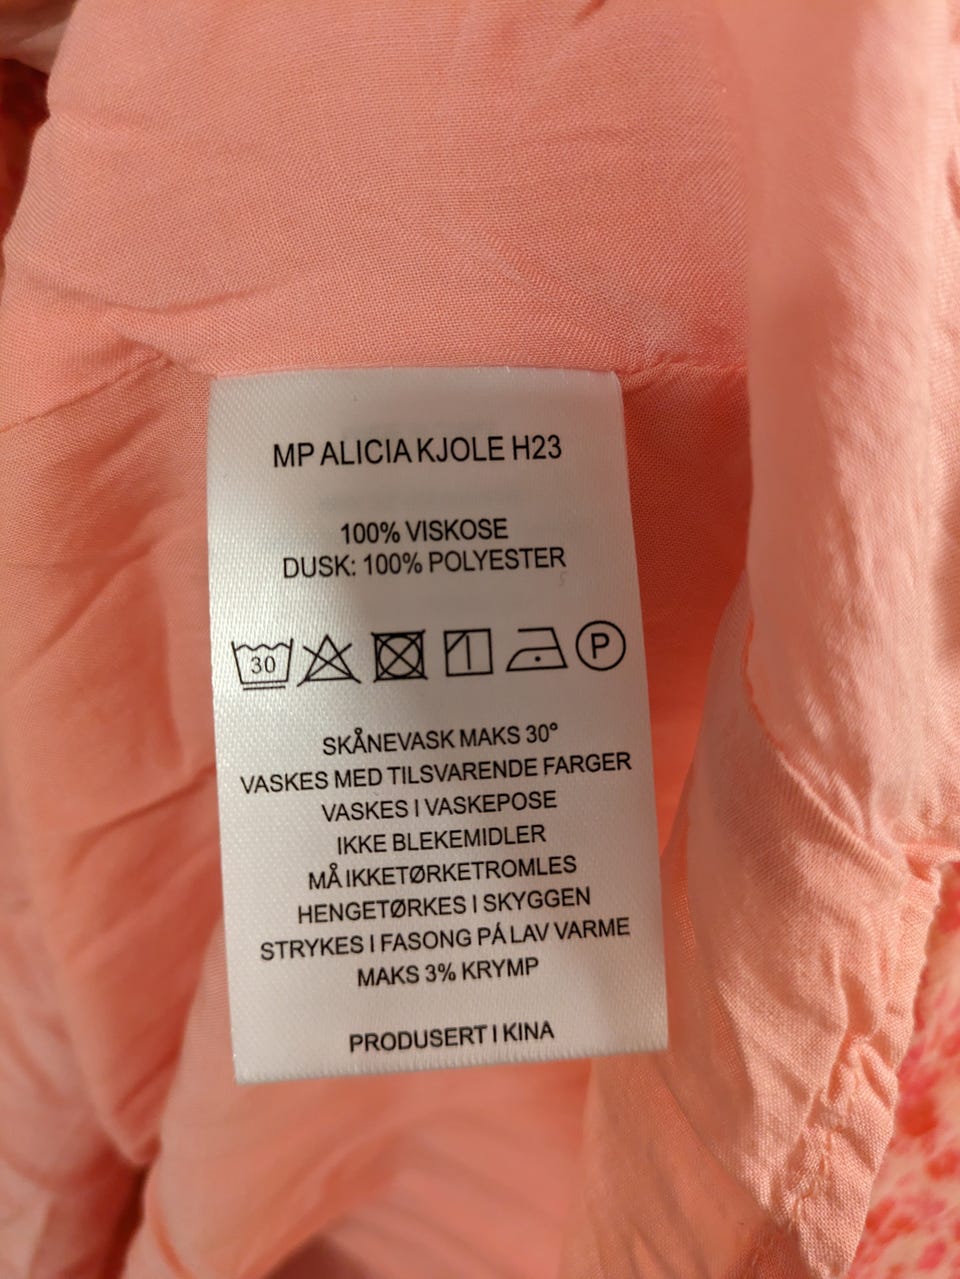 MP ALICIA KJOLE H23
100% VISKOSE
DUSK: 100% POLYESTER
30 P
SKÅNEVASK MAKS 30°
VASKES MED TILSVARENDE FARGER
VASKES I VASKEPOSE
IKKE BLEKEMIDLER
MÅ IKKETØRKETROMLES
HENGETØRKES I SKYGGEN
STRYKES I FASONG PÅ LAV VARME
MAKS 3% KRYMP
PRODUSERT I KINA